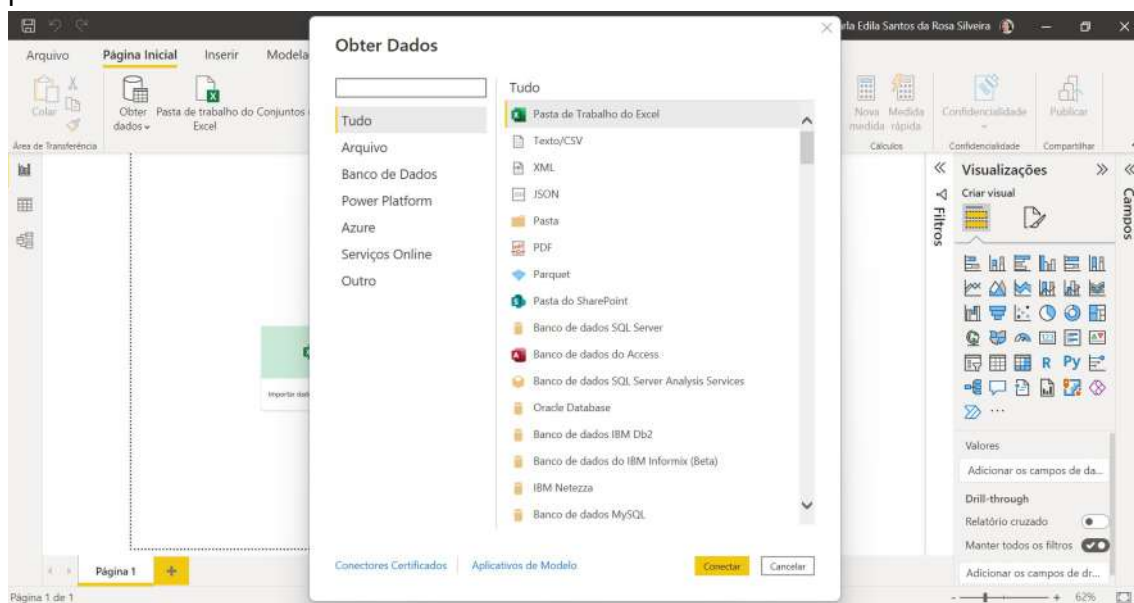 rla Edila Santos da Rosa Silveira
Arquivo
Página Inicial
Inserir
Modela
Colar
Obter dados
Pasta de trabalho do Excel
Conjuntos
Área de Transferência
Nova medida
Medida rápida
Cálculos
Confidencialidade
Confidencialidade
Publicar
Compartilhar
Obter Dados
Tudo
Arquivo
Banco de Dados
Power Platform
Azure
Serviços Online
Outro
Tudo
Pasta de Trabalho do Excel
Texto/CSV
XML
JSON
Pasta
PDF
Parquet
Pasta do SharePoint
Banco de dados SQL Server
Banco de dados do Access
Banco de dados SQL Server Analysis Services
Oracle Database
Banco de dados IBM Db2
Banco de dados do IBM Informix (Beta)
IBM Netezza
Banco de dados MySQL
Conectores Certificados
Aplicativos de Modelo
Conectar
Cancelar
Importar
Filtros
Visualizações
Criar visual
R
Py
Valores
Adicionar os campos de da...
Drill-through
Relatório cruzado
Manter todos os filtros
Adicionar os campos de dr...
Campos
Página 1
Página 1 de 1
62%